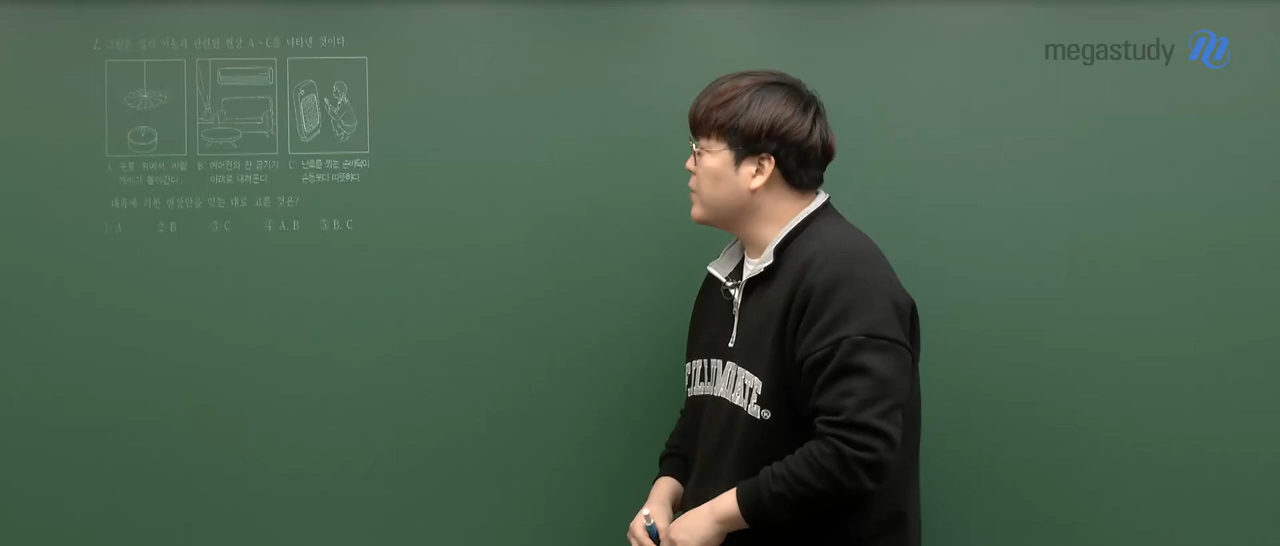 megastudy
그림은 열의 이동과 관련된 현상 A~C를 나타낸 것이다.
A: 촛불 위에서 바람개비가 돌아간다.
B: 에어컨의 찬 공기가 아래로 내려온다.
C: 난로를 쬐는 손바닥이 손등보다 따뜻하다.
대류에 의한 현상만을 있는 대로 고른 것은?
① A ② B ③ C ④ A, B ⑤ B, C
ILLUMINATE